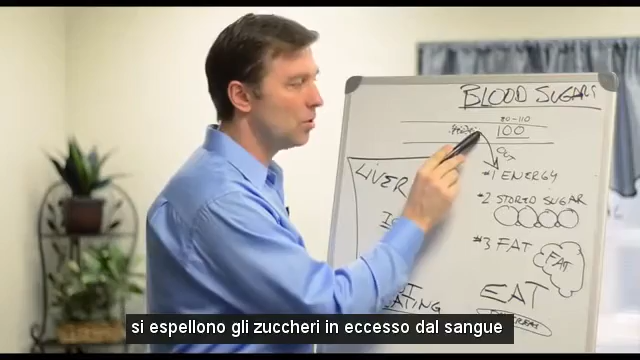 BLOOD SUGARS
80-110
100
LIVER
#1 ENERGY
#2 STORED SUGAR
#3 FAT
FAT
EAT
si espellono gli zuccheri in eccesso dal sangue